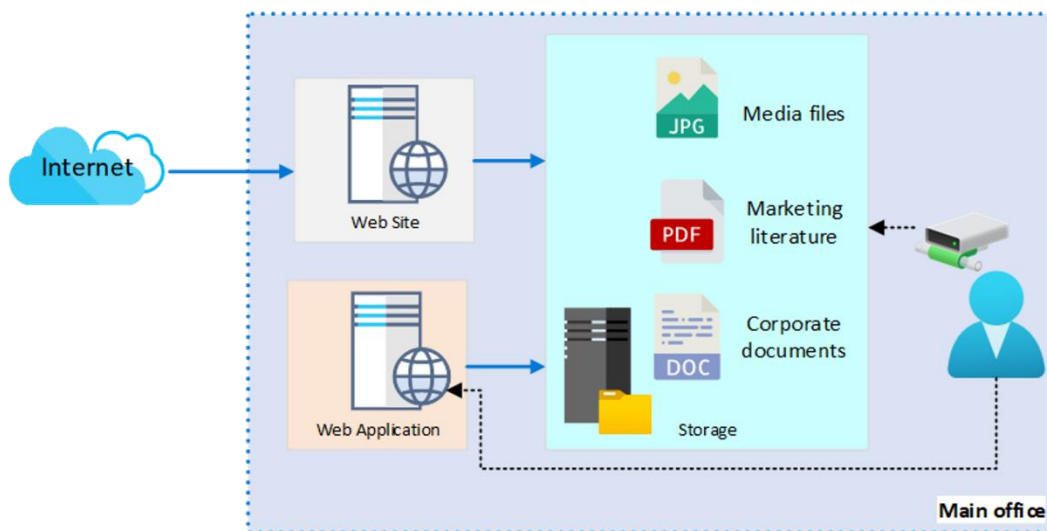 Internet
Web Site
Web Application
JPG
Media files
PDF
Marketing
literature
DOC
Corporate
documents
Storage
Main office